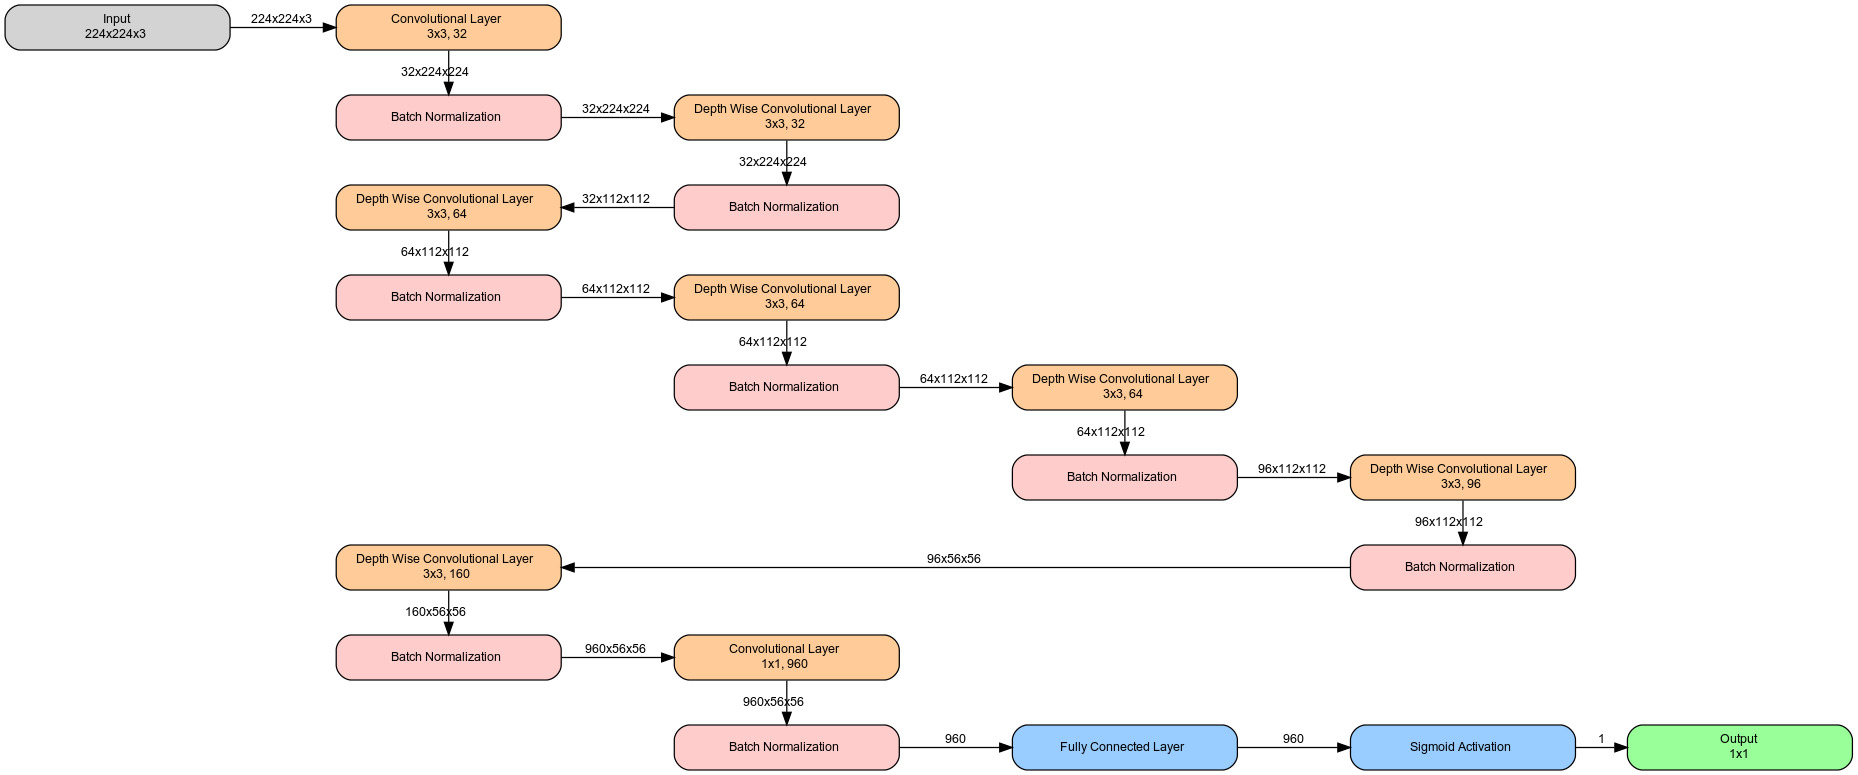 Input
224x224x3
224x224x3
Convolutional Layer
3x3, 32
32x224x224
Batch Normalization
32x224x224
Depth Wise Convolutional Layer
3x3, 32
32x224x224
Batch Normalization
32x112x112
Depth Wise Convolutional Layer
3x3, 64
64x112x112
Batch Normalization
64x112x112
Depth Wise Convolutional Layer
3x3, 64
64x112x112
Batch Normalization
64x112x112
Depth Wise Convolutional Layer
3x3, 64
64x112x112
Batch Normalization
96x112x112
Depth Wise Convolutional Layer
3x3, 96
96x112x112
Batch Normalization
96x56x56
Depth Wise Convolutional Layer
3x3, 160
160x56x56
Batch Normalization
960x56x56
Convolutional Layer
1x1, 960
960x56x56
Batch Normalization
960
Fully Connected Layer
960
Sigmoid Activation
1
Output
1x1